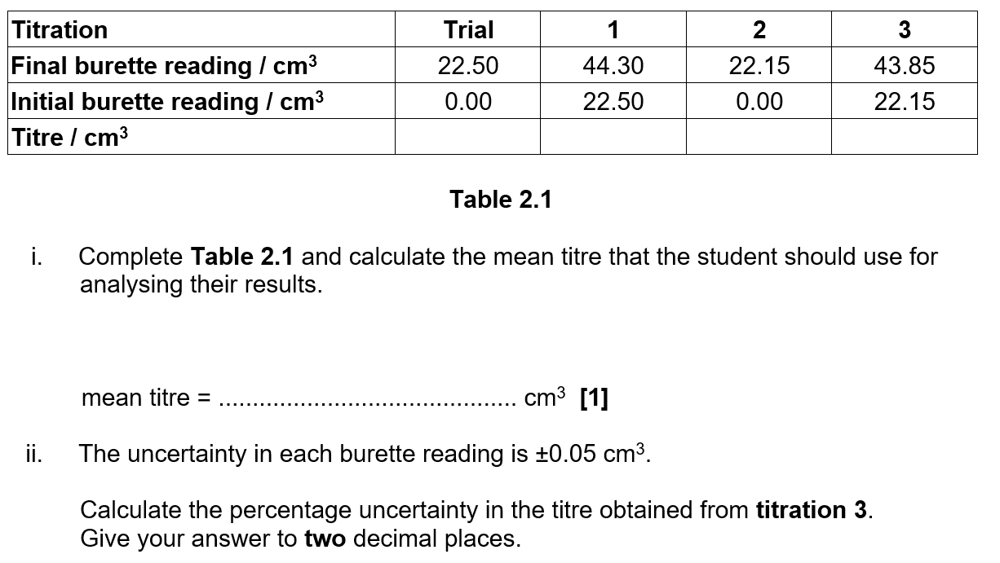 Titration Trial 1 2 3
Final burette reading / cm³ 22.50 44.30 22.15 43.85
Initial burette reading / cm³ 0.00 22.50 0.00 22.15
Titre / cm³
Table 2.1
i. Complete Table 2.1 and calculate the mean titre that the student should use for
analysing their results.
mean titre = ............................................ cm³ [1]
ii. The uncertainty in each burette reading is ±0.05 cm³.
Calculate the percentage uncertainty in the titre obtained from titration 3.
Give your answer to two decimal places.